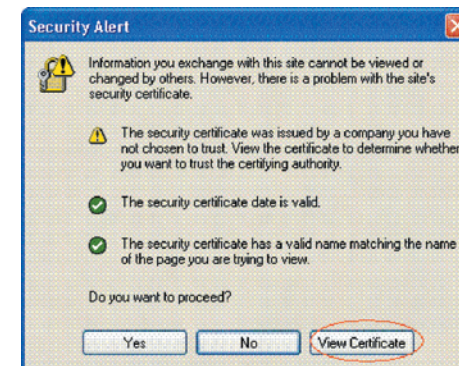 Security Alert
Information you exchange with this site cannot be viewed or
changed by others. However, there is a problem with the site's
security certificate.
The security certificate was issued by a company you have
not chosen to trust. View the certificate to determine whether
you want to trust the certifying authority.
The security certificate date is valid.
The security certificate has a valid name matching the name
of the page you are trying to view.
Do you want to proceed?
Yes No View Certificate